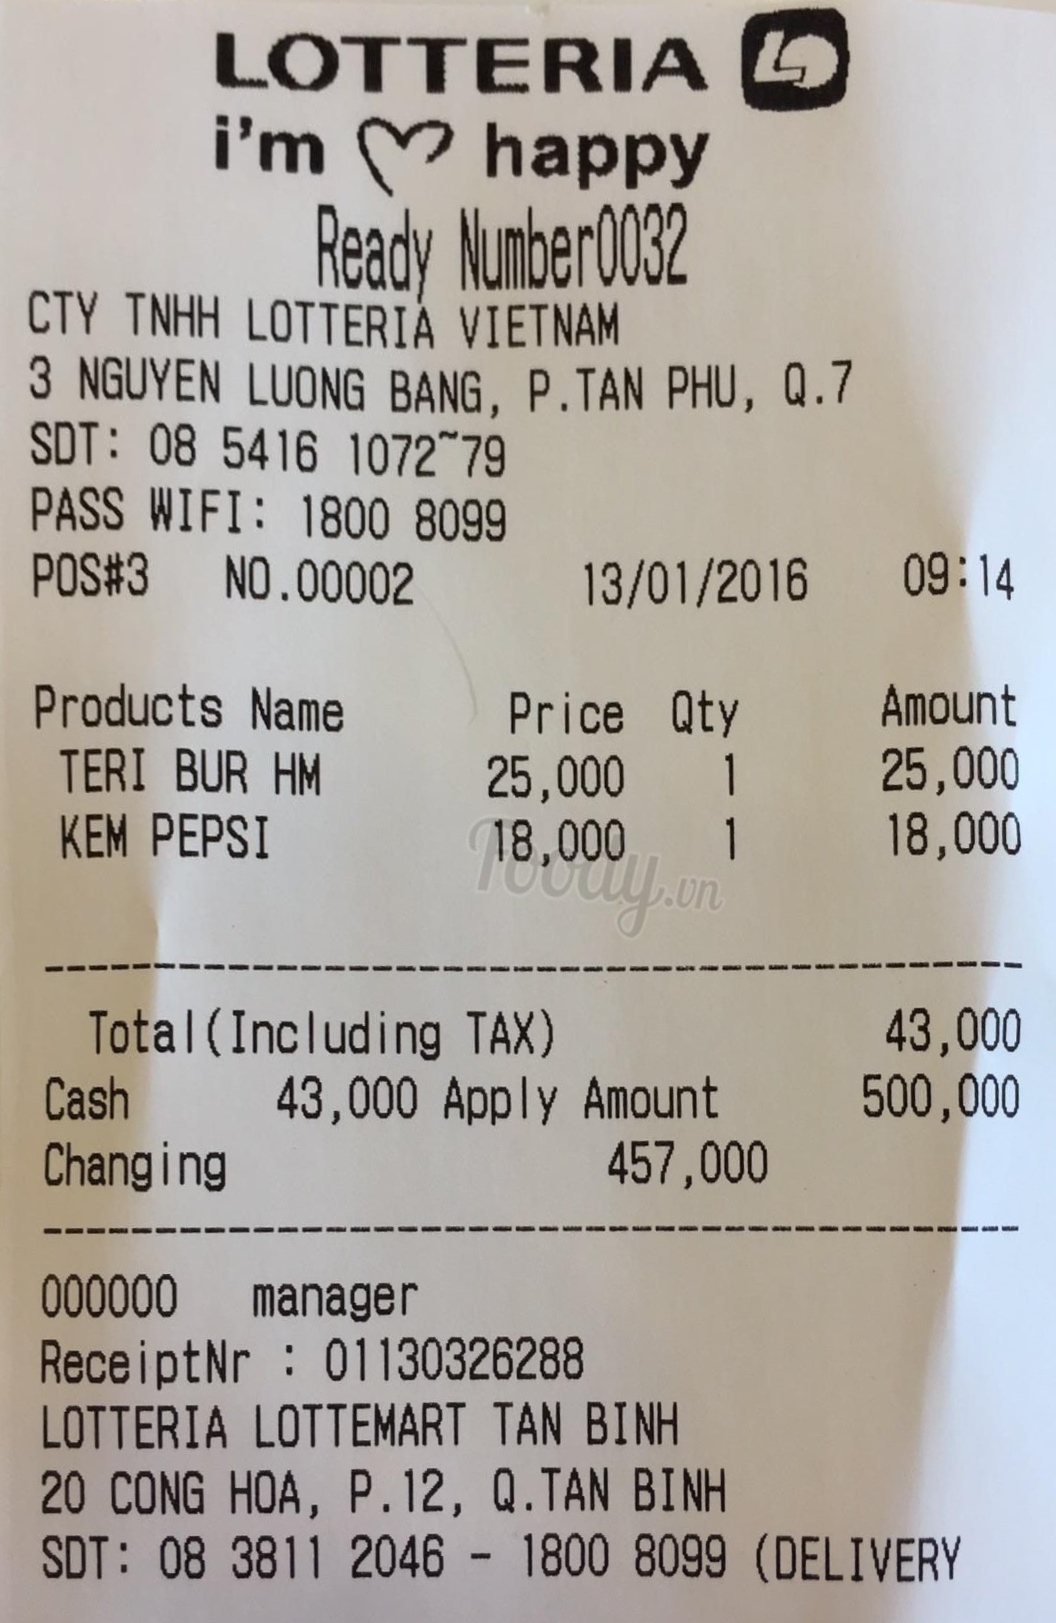 LOTTERIA
i'm happy
Ready Number0032
CTY TNHH LOTTERIA VIETNAM
3 NGUYEN LUONG BANG, P.TAN PHU, Q.7
SDT: 08 5416 1072~79
PASS WIFI: 1800 8099
POS#3 NO.00002 13/01/2016 09:14
Products Name Price Qty Amount
TERI BUR HM 25,000 1 25,000
KEM PEPSI 18,000 1 18,000
Foody.vn
Total(Including TAX) 43,000
Cash 43,000 Apply Amount 500,000
Changing 457,000
000000 manager
ReceiptNr : 01130326288
LOTTERIA LOTTEMART TAN BINH
20 CONG HOA, P.12, Q.TAN BINH
SDT: 08 3811 2046 - 1800 8099 (DELIVERY